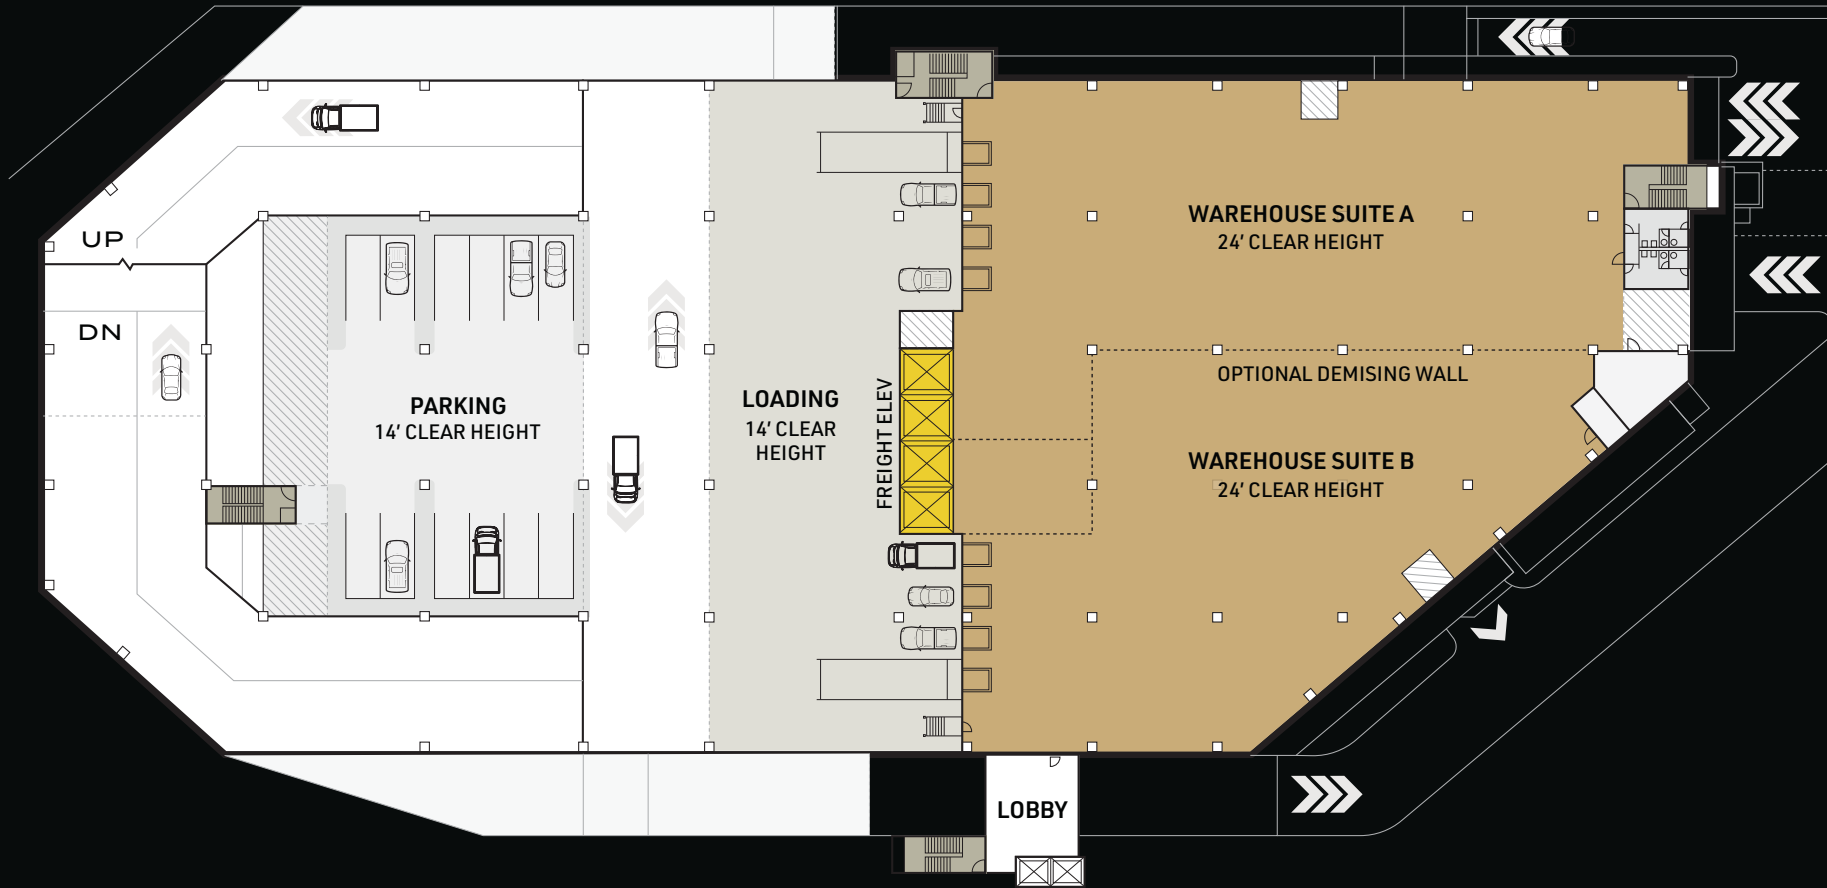 UP
DN
PARKING
14' CLEAR HEIGHT
LOADING
14' CLEAR
HEIGHT
FREIGHT ELEV
WAREHOUSE SUITE A
24' CLEAR HEIGHT
OPTIONAL DEMISING WALL
WAREHOUSE SUITE B
24' CLEAR HEIGHT
LOBBY